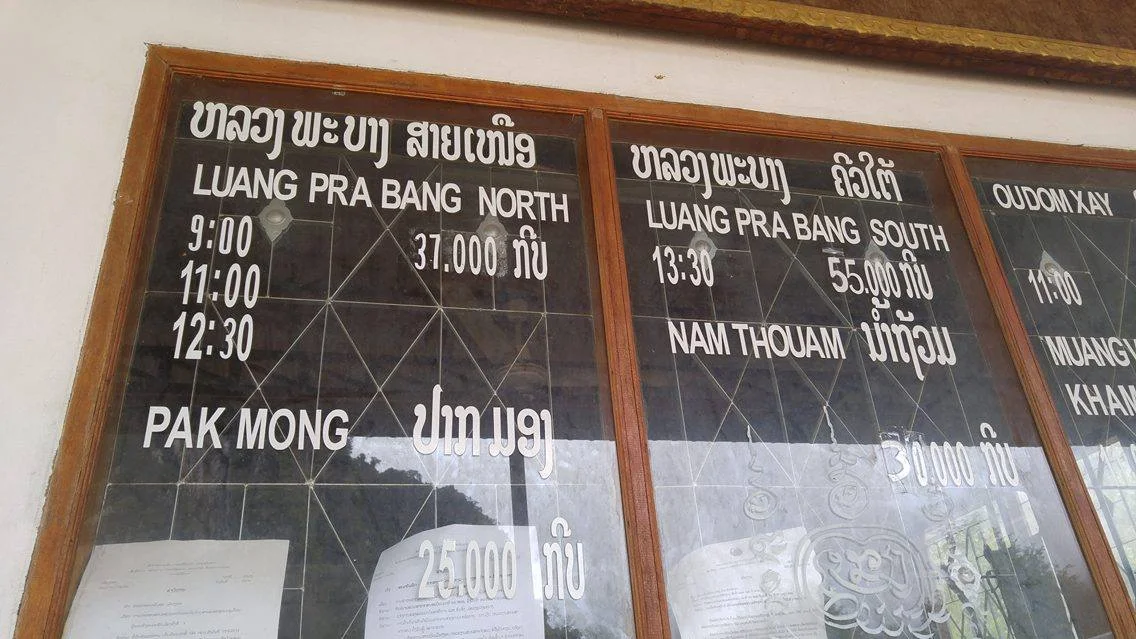 ຫລວງພະບາງ ສາຍເໜືອ
LUANG PRA BANG NORTH
9:00 37.000 ກີບ
11:00
12:30
PAK MONG ປາກມອງ
25.000 ກີບ
ຫລວງພະບາງ ຄິວໃຕ້
LUANG PRA BANG SOUTH
13:30 55.000 ກີບ
NAM THOUAM ນ້ຳຖ້ວມ
30.000 ກີບ
OUDOM XAY
11:00
MUANG
KHAM